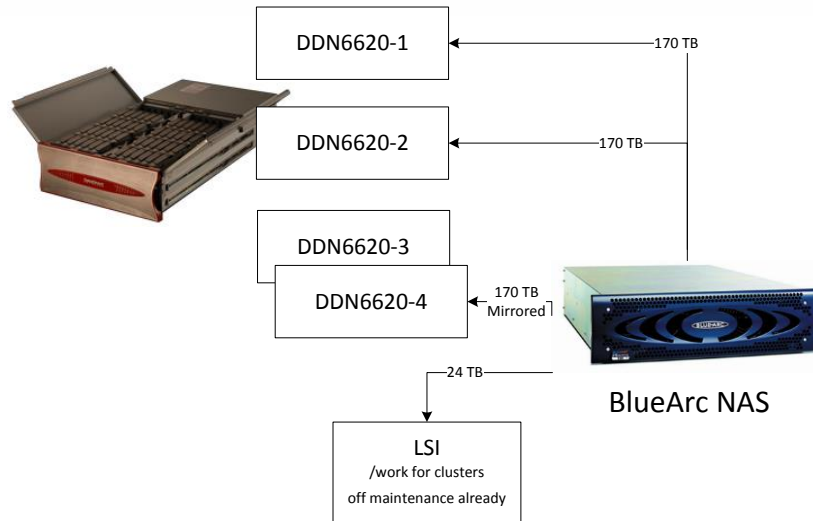 DDN6620-1
170 TB
DDN6620-2
170 TB
DDN6620-3
DDN6620-4
170 TB
Mirrored
BLUEARC
BlueArc NAS
24 TB
LSI
/work for clusters
off maintenance already